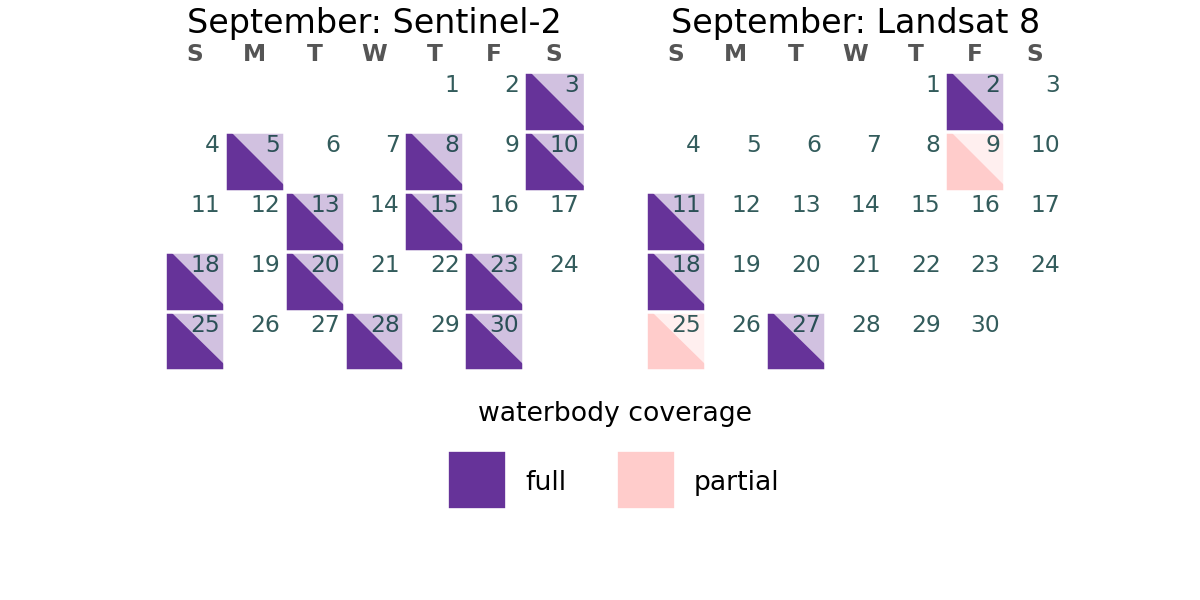 September: Sentinel-2
S M T W T F S
1 2 3
4 5 6 7 8 9 10
11 12 13 14 15 16 17
18 19 20 21 22 23 24
25 26 27 28 29 30
September: Landsat 8
S M T W T F S
1 2 3
4 5 6 7 8 9 10
11 12 13 14 15 16 17
18 19 20 21 22 23 24
25 26 27 28 29 30
waterbody coverage
full partial